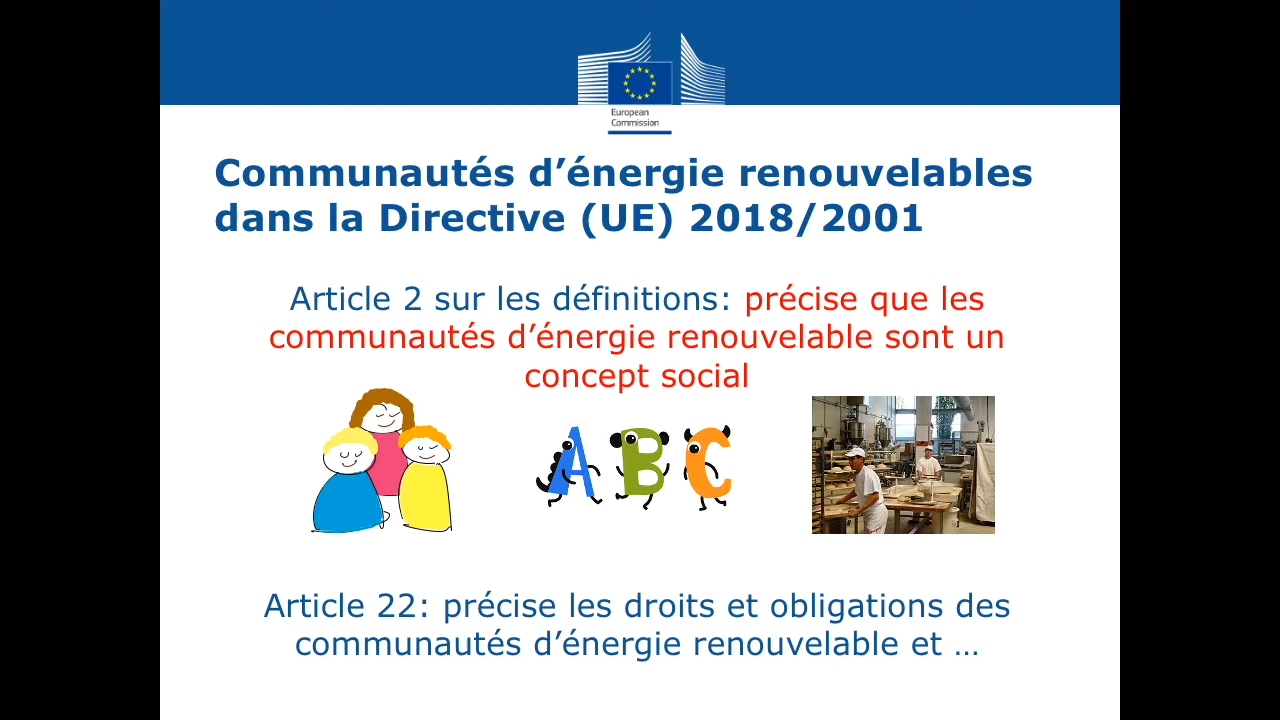 European
Commission
Communautés d’énergie renouvelables
dans la Directive (UE) 2018/2001
Article 2 sur les définitions: précise que les
communautés d’énergie renouvelable sont un
concept social
ABC
Article 22: précise les droits et obligations des
communautés d’énergie renouvelable et …